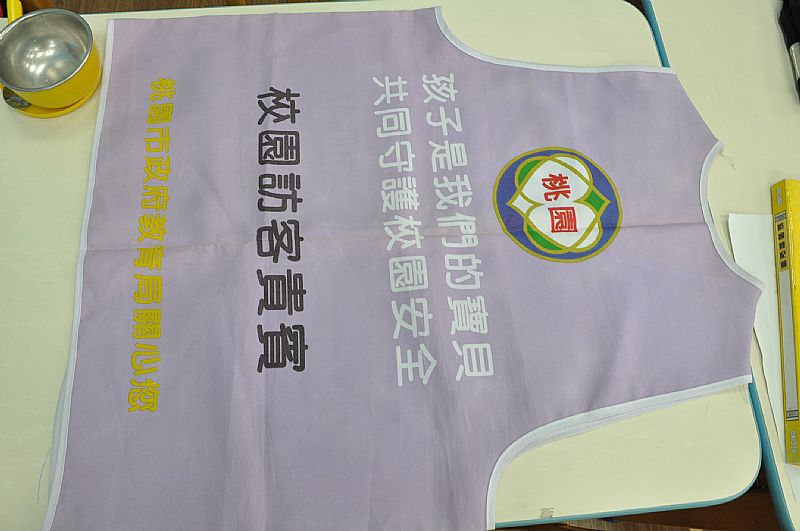 桃園
孩子是我們的寶貝
共同守護校園安全
校園訪客貴賓
桃園市政府教育局關心您